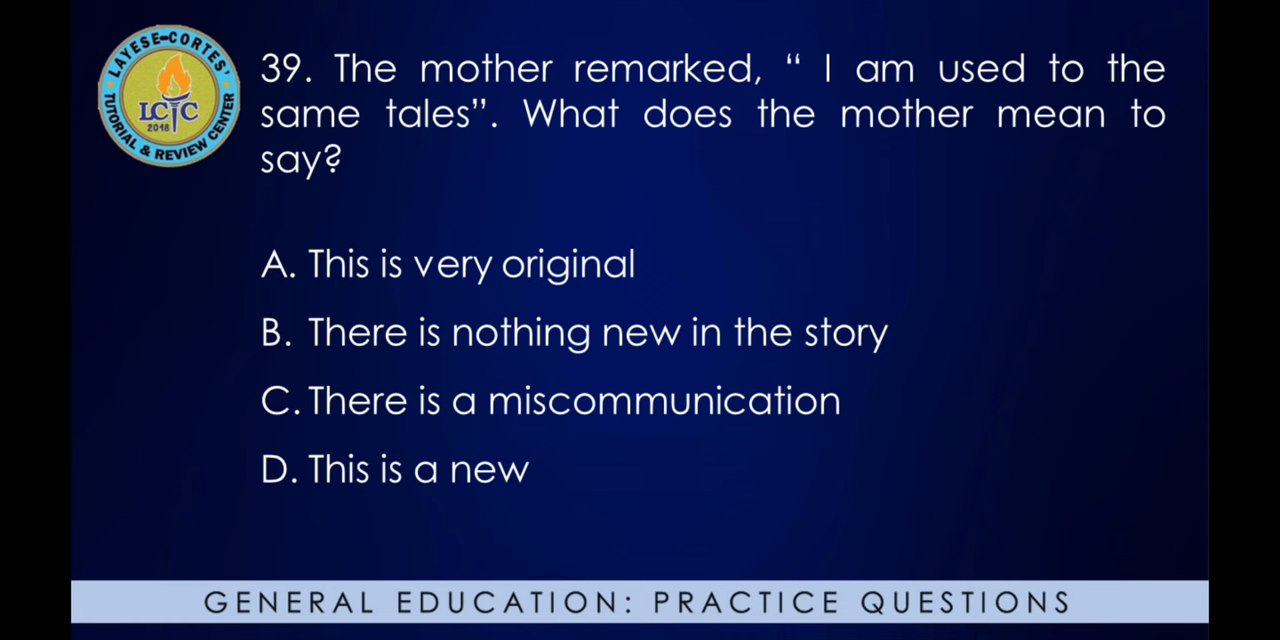 LAYESE-CORTES'
LCTC
2018
TUTORIAL & REVIEW CENTER
39. The mother remarked, “ I am used to the
same tales”. What does the mother mean to
say?
A. This is very original
B. There is nothing new in the story
C. There is a miscommunication
D. This is a new
GENERAL EDUCATION: PRACTICE QUESTIONS